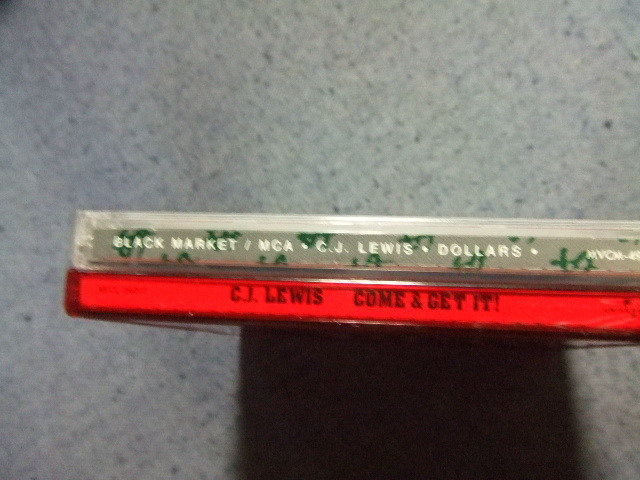 BLACK MARKET / MCA • C.J. LEWIS • DOLLARS •
C.J. LEWIS COME & GET IT!